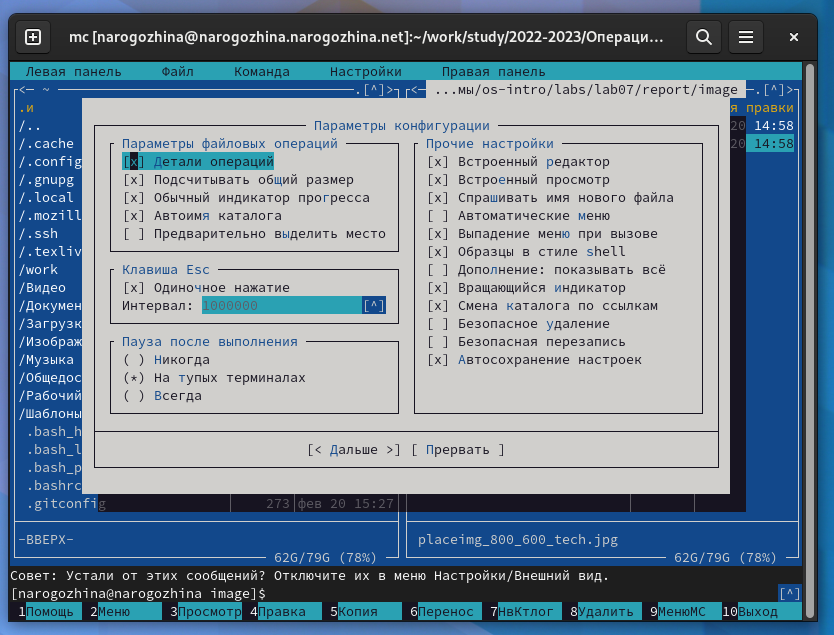 mc [narogozhina@narogozhina.narogozhina.net]:~/work/study/2022-2023/Операци...
Левая панель Файл Команда Настройки Правая панель
<─ ~ .[^]> <─ ...мы/os-intro/labs/lab07/report/image .[^]>
.и я правки
/.. 20 14:58
/.cache 20 14:58
/.config
/.gnupg
/.local
/.mozill
/.ssh
/.texliv
/work
/Видео
/Докумен
/Загрузк
/Изображ
/Музыка
/Общедос
/Рабочий
/Шаблоны
.bash_h
.bash_l
.bash_p
.bashrc
.gitconfig 273 фев 20 15:27
Параметры конфигурации
Параметры файловых операций
[x] Детали операций
[x] Подсчитывать общий размер
[x] Обычный индикатор прогресса
[x] Автоимя каталога
[ ] Предварительно выделить место
Клавиша Esc
[x] Одиночное нажатие
Интервал: 1000000 [^]
Пауза после выполнения
( ) Никогда
(*) На тупых терминалах
( ) Всегда
Прочие настройки
[x] Встроенный редактор
[x] Встроенный просмотр
[x] Спрашивать имя нового файла
[ ] Автоматические меню
[x] Выпадение меню при вызове
[x] Образцы в стиле shell
[ ] Дополнение: показывать всё
[x] Вращающийся индикатор
[x] Смена каталога по ссылкам
[ ] Безопасное удаление
[ ] Безопасная перезапись
[x] Автосохранение настроек
[< Дальше >] [ Прервать ]
-ВВЕРХ- placeimg_800_600_tech.jpg
62G/79G (78%) 62G/79G (78%)
Совет: Устали от этих сообщений? Отключите их в меню Настройки/Внешний вид.
[narogozhina@narogozhina image]$ [^]
1Помощь 2Меню 3Просмотр 4Правка 5Копия 6Перенос 7НвКтлог 8Удалить 9МенюMC 10Выход